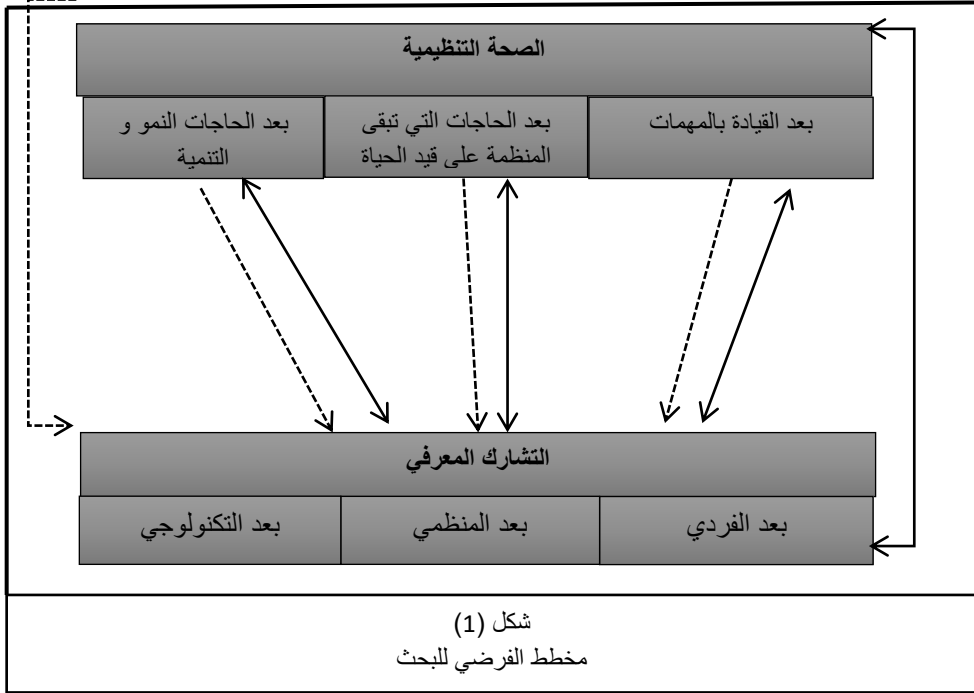 الصحة التنظيمية
بعد القيادة بالمهمات
بعد الحاجات التي تبقى
المنظمة على قيد الحياة
بعد الحاجات النمو و
التنمية
التشارك المعرفي
بعد الفردي
بعد المنظمي
بعد التكنولوجي
شكل (1)
مخطط الفرضي للبحث